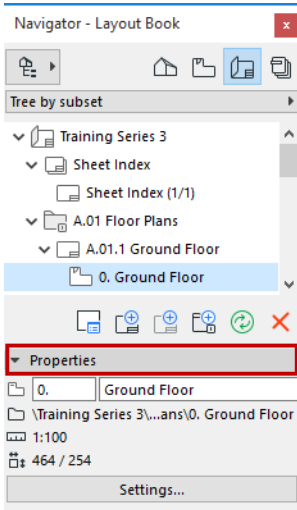 Navigator - Layout Book
x
Tree by subset
Training Series 3
Sheet Index
Sheet Index (1/1)
A.01 Floor Plans
A.01.1 Ground Floor
0. Ground Floor
Properties
0. Ground Floor
\Training Series 3\...ans\0. Ground Floor
1:100
464 / 254
Settings...